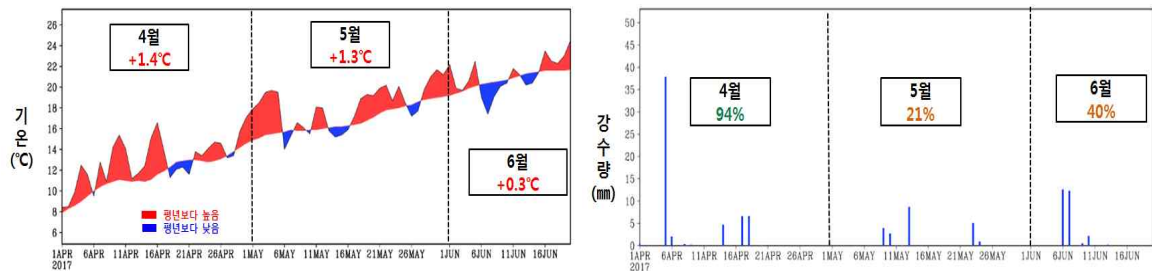 26
24
22
20
18
16
14
12
10
8
6
기온
(℃)
4월
+1.4℃
5월
+1.3℃
6월
+0.3℃
평년보다 높음
평년보다 낮음
1APR 6APR 11APR 16APR 21APR 26APR 1MAY 6MAY 11MAY 16MAY 21MAY 26MAY 1JUN 6JUN 11JUN 16JUN
2017
50
45
40
35
30
25
20
15
10
5
0
강수량
(㎜)
4월
94%
5월
21%
6월
40%
1APR 6APR 11APR 16APR 21APR 26APR 1MAY 6MAY 11MAY 16MAY 21MAY 26MAY 1JUN 6JUN 11JUN 16JUN
2017